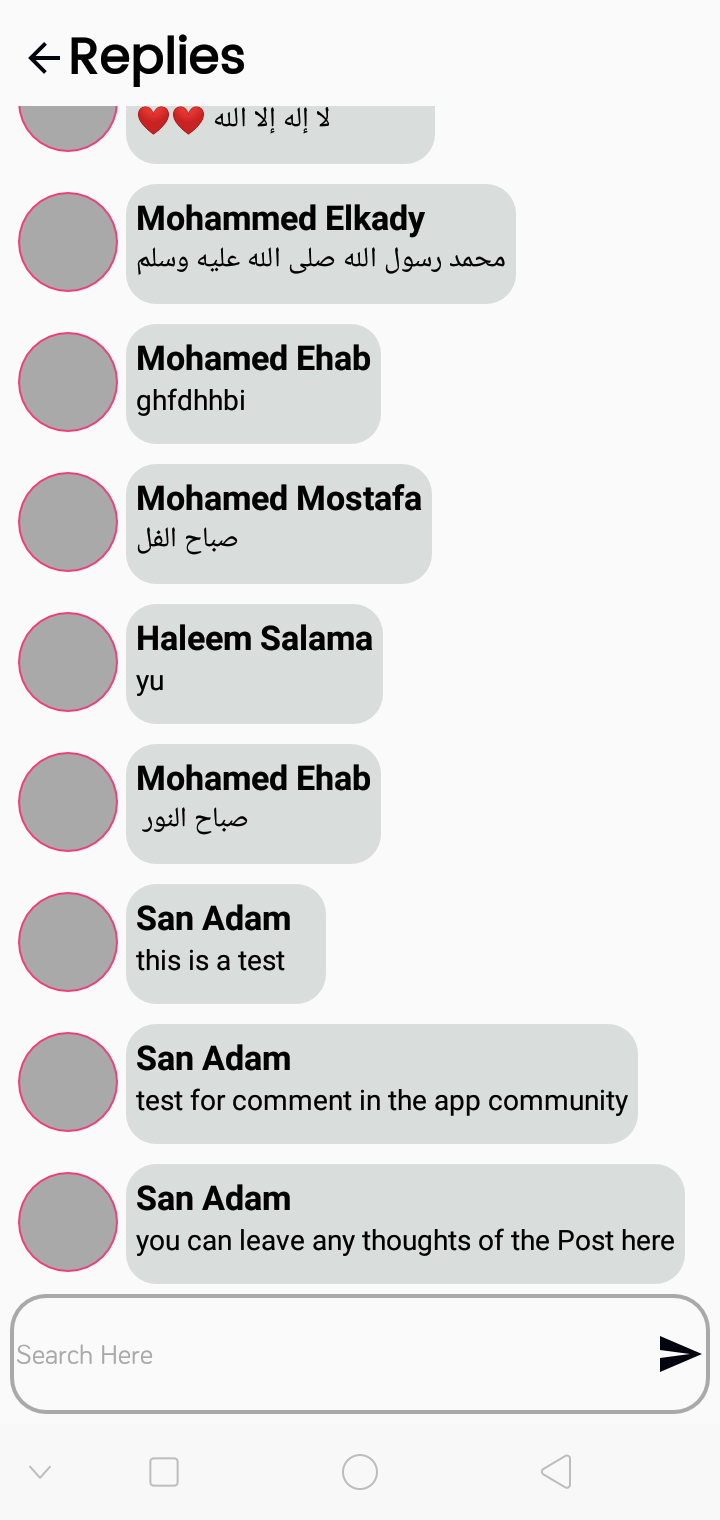 Replies
لا إله إلا الله ❤️❤️
Mohammed Elkady
محمد رسول الله صلى الله عليه وسلم
Mohamed Ehab
ghfdhhbi
Mohamed Mostafa
صباح الفل
Haleem Salama
yu
Mohamed Ehab
صباح النور
San Adam
this is a test
San Adam
test for comment in the app community
San Adam
you can leave any thoughts of the Post here
Search Here